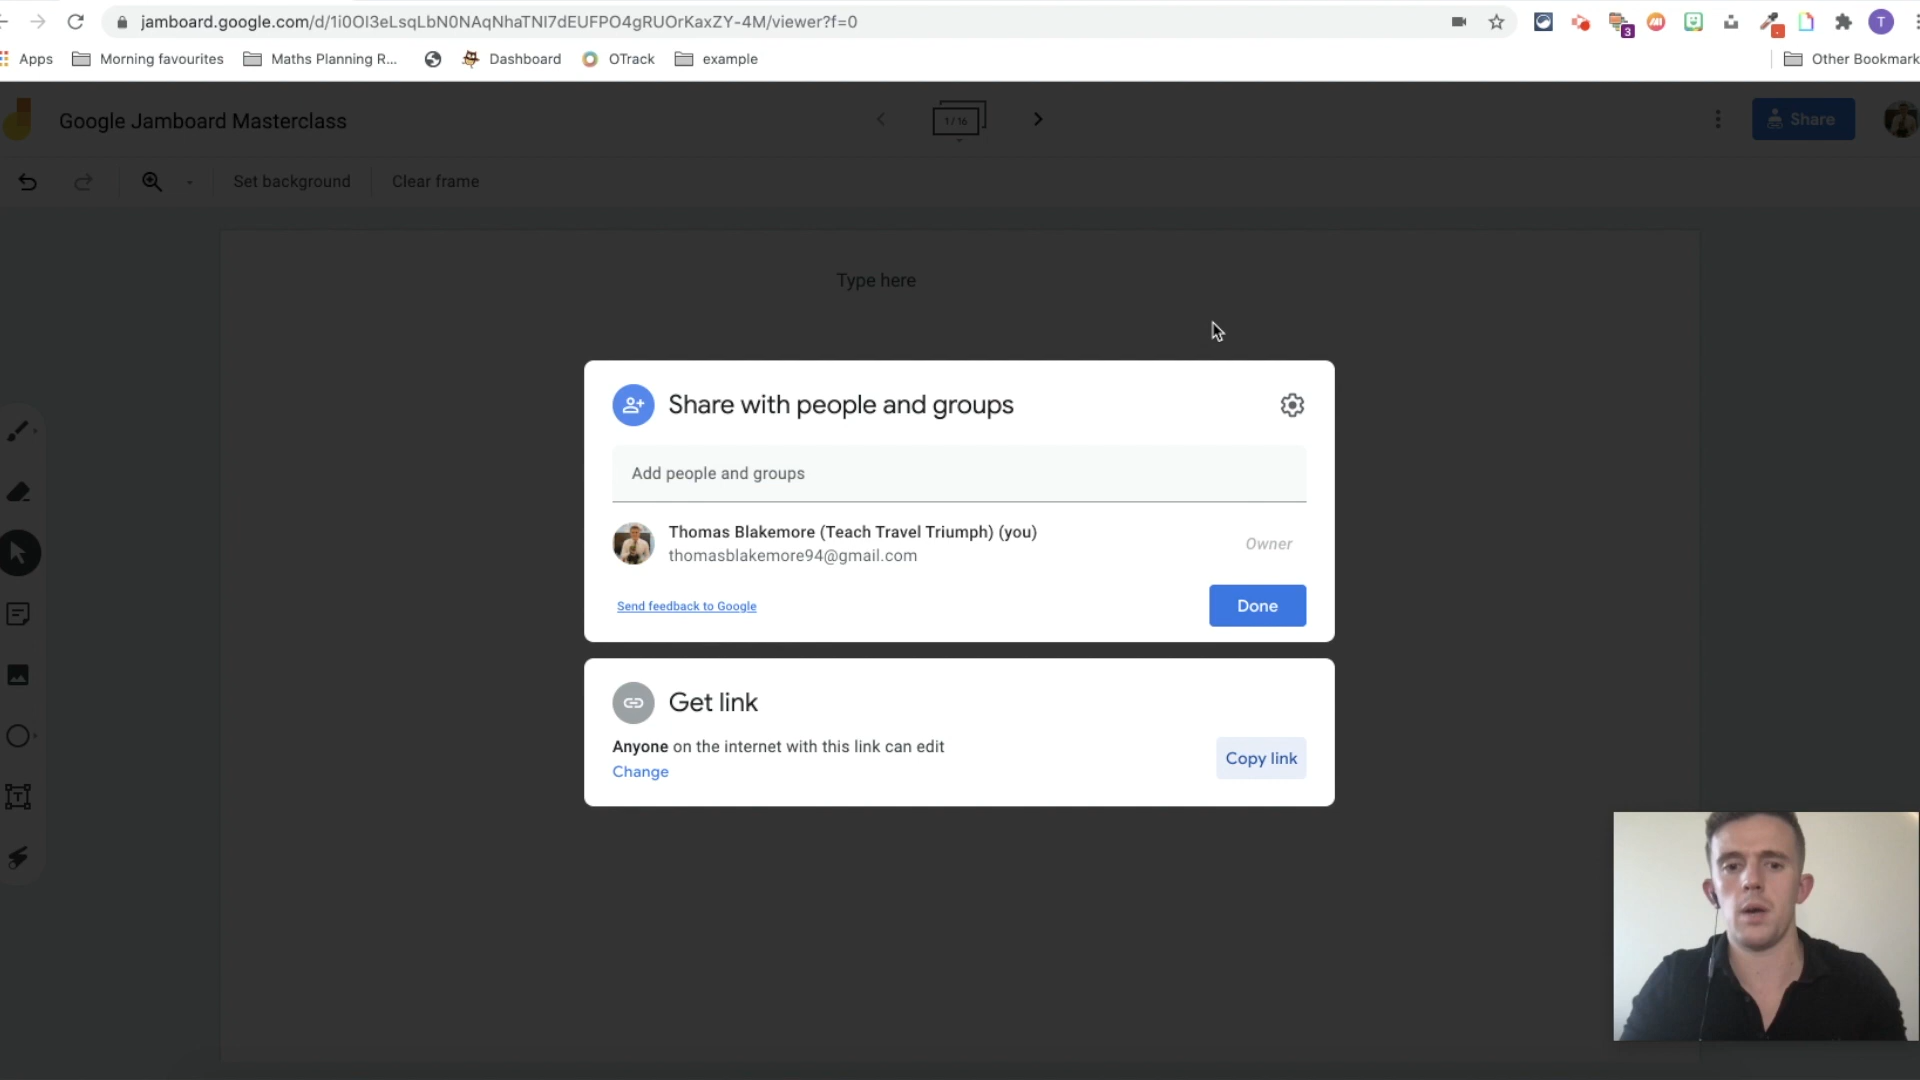 jamboard.google.com/d/1i0OI3eLsqLbN0NAqNhaTNI7dEUFPO4gRUOrKaxZY-4M/viewer?f=0
3
T
Apps
Morning favourites
Maths Planning R...
Dashboard
OTrack
example
Other Bookmark
Google Jamboard Masterclass
1/16
Share
Set background
Clear frame
Type here
Share with people and groups
Add people and groups
Thomas Blakemore (Teach Travel Triumph) (you)
thomasblakemore94@gmail.com
Owner
Send feedback to Google
Done
Get link
Anyone on the internet with this link can edit
Change
Copy link